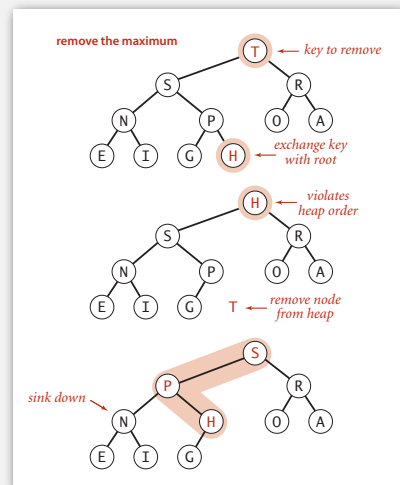 remove the maximum
T
key to remove
S
R
N
P
O
A
E
I
G
H
exchange key
with root
H
violates
heap order
S
R
N
P
O
A
E
I
G
T
remove node
from heap
S
P
R
sink down
N
H
O
A
E
I
G